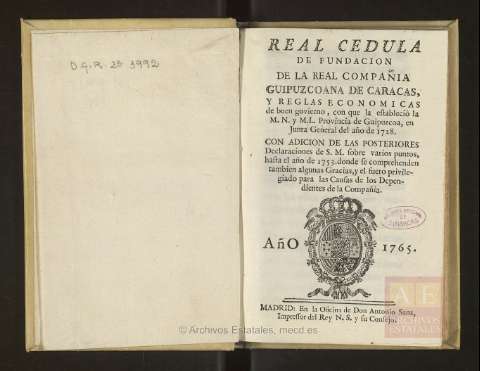 D.G.R. 23 3992
REAL CEDULA
DE FUNDACION
DE LA REAL COMPAÑIA
GUIPUZCOANA DE CARACAS,
Y REGLAS ECONOMICAS
de buen govierno, con que la estableció la
M. N. y M.L. Provincia de Guipuzcoa, en
Junta General del año de 1728.
CON ADICION DE LAS POSTERIORES
Declaraciones de S. M. sobre varios puntos,
hasta el año de 1753. donde se comprehenden
tambien algunas Gracias, y el fuero privile-
giado para las Causas de los Depen-
dientes de la Compañia.
AñO 1765.
MADRID: En la Oficina de Don Antonio Sanz,
Impressor del Rey N. S. y su Consejo.
© Archivos Estatales, mecd.es
AE
ARCHIVOS
ESTATALES